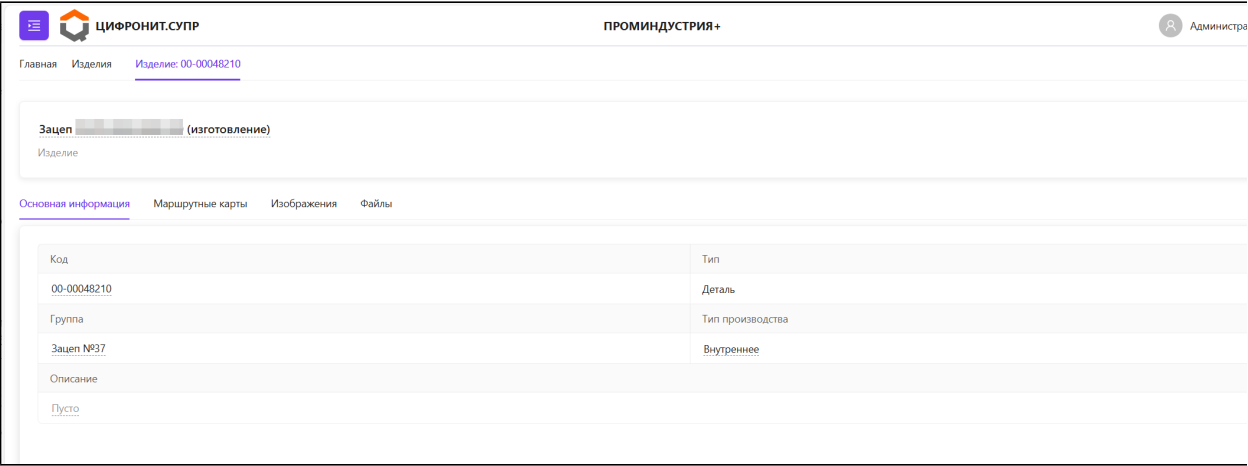 ЦИФРОНИТ.СУПР ПРОМИНДУСТРИЯ+ Администра
Главная Изделия Изделие: 00-00048210
Зацеп (изготовление)
Изделие
Основная информация Маршрутные карты Изображения Файлы
Код Тип
00-00048210 Деталь
Группа Тип производства
Зацеп №37 Внутреннее
Описание
Пусто